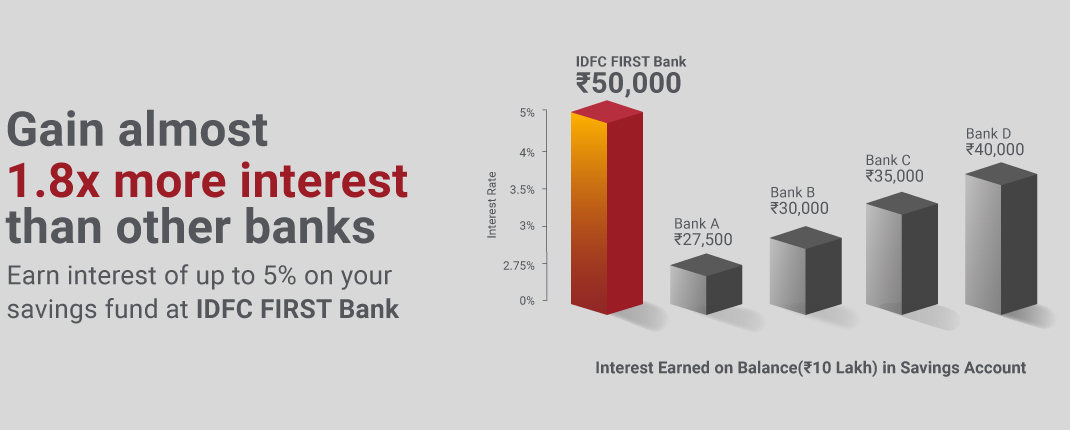 Gain almost
1.8x more interest
than other banks
Earn interest of up to 5% on your
savings fund at IDFC FIRST Bank
IDFC FIRST Bank
₹50,000
Bank A
₹27,500
Bank B
₹30,000
Bank C
₹35,000
Bank D
₹40,000
Interest Rate
5%
4%
3.5%
3%
2.75%
0%
Interest Earned on Balance(₹10 Lakh) in Savings Account